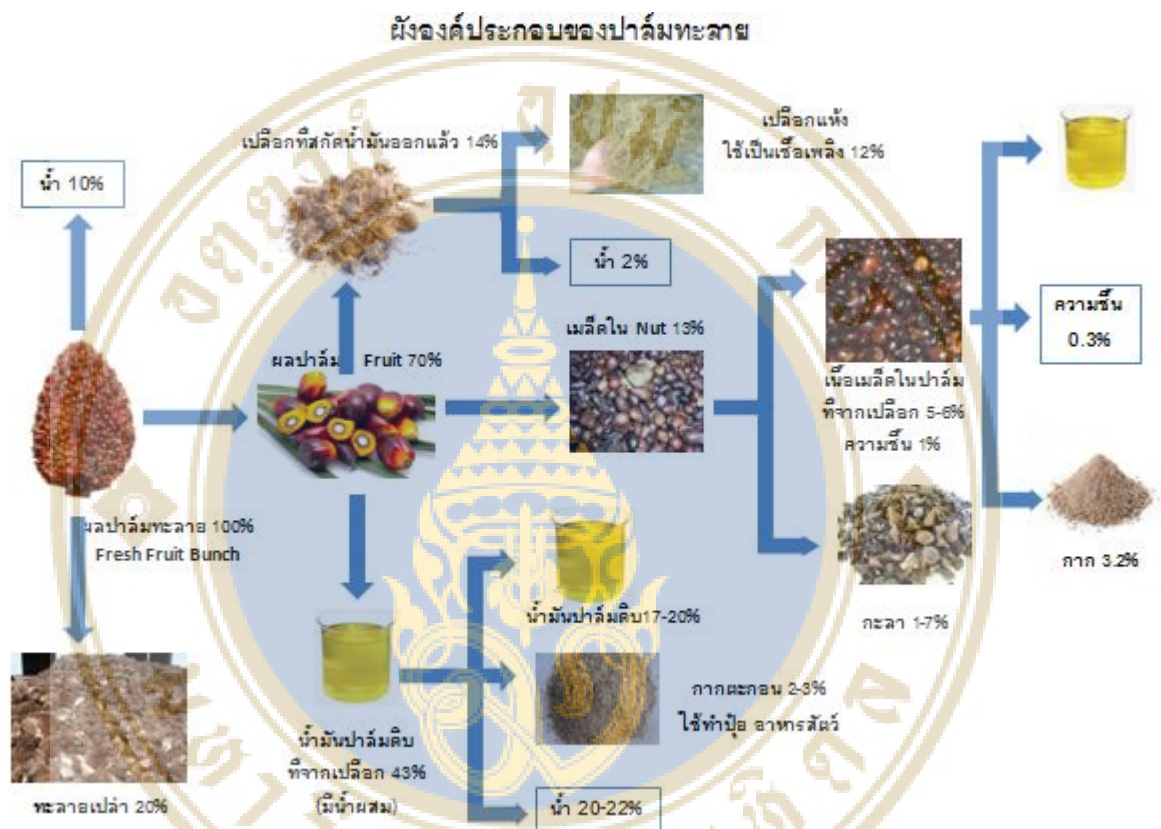 ผังองค์ประกอบของปาล์มทะลาย
เปลือกที่สกัดน้ำมันออกแล้ว 14%
เปลือกแห้ง
ใช้เป็นเชื้อเพลิง 12%
น้ำ 10%
น้ำ 2%
ความชื้น
0.3%
ผลปาล์ม Fruit 70%
เมล็ดใน Nut 13%
เนื้อเมล็ดในปาล์ม
ที่จากเปลือก 5-6%
ความชื้น 1%
ผลปาล์มทะลาย 100%
Fresh Fruit Bunch
กาก 3.2%
น้ำมันปาล์มดิบ17-20%
กะลา 1-7%
กากตะกอน 2-3%
ใช้ทำปุ๋ย อาหารสัตว์
น้ำมันปาล์มดิบ
ที่จากเปลือก 43%
(มีน้ำผสม)
ทะลายเปล่า 20%
น้ำ 20-22%